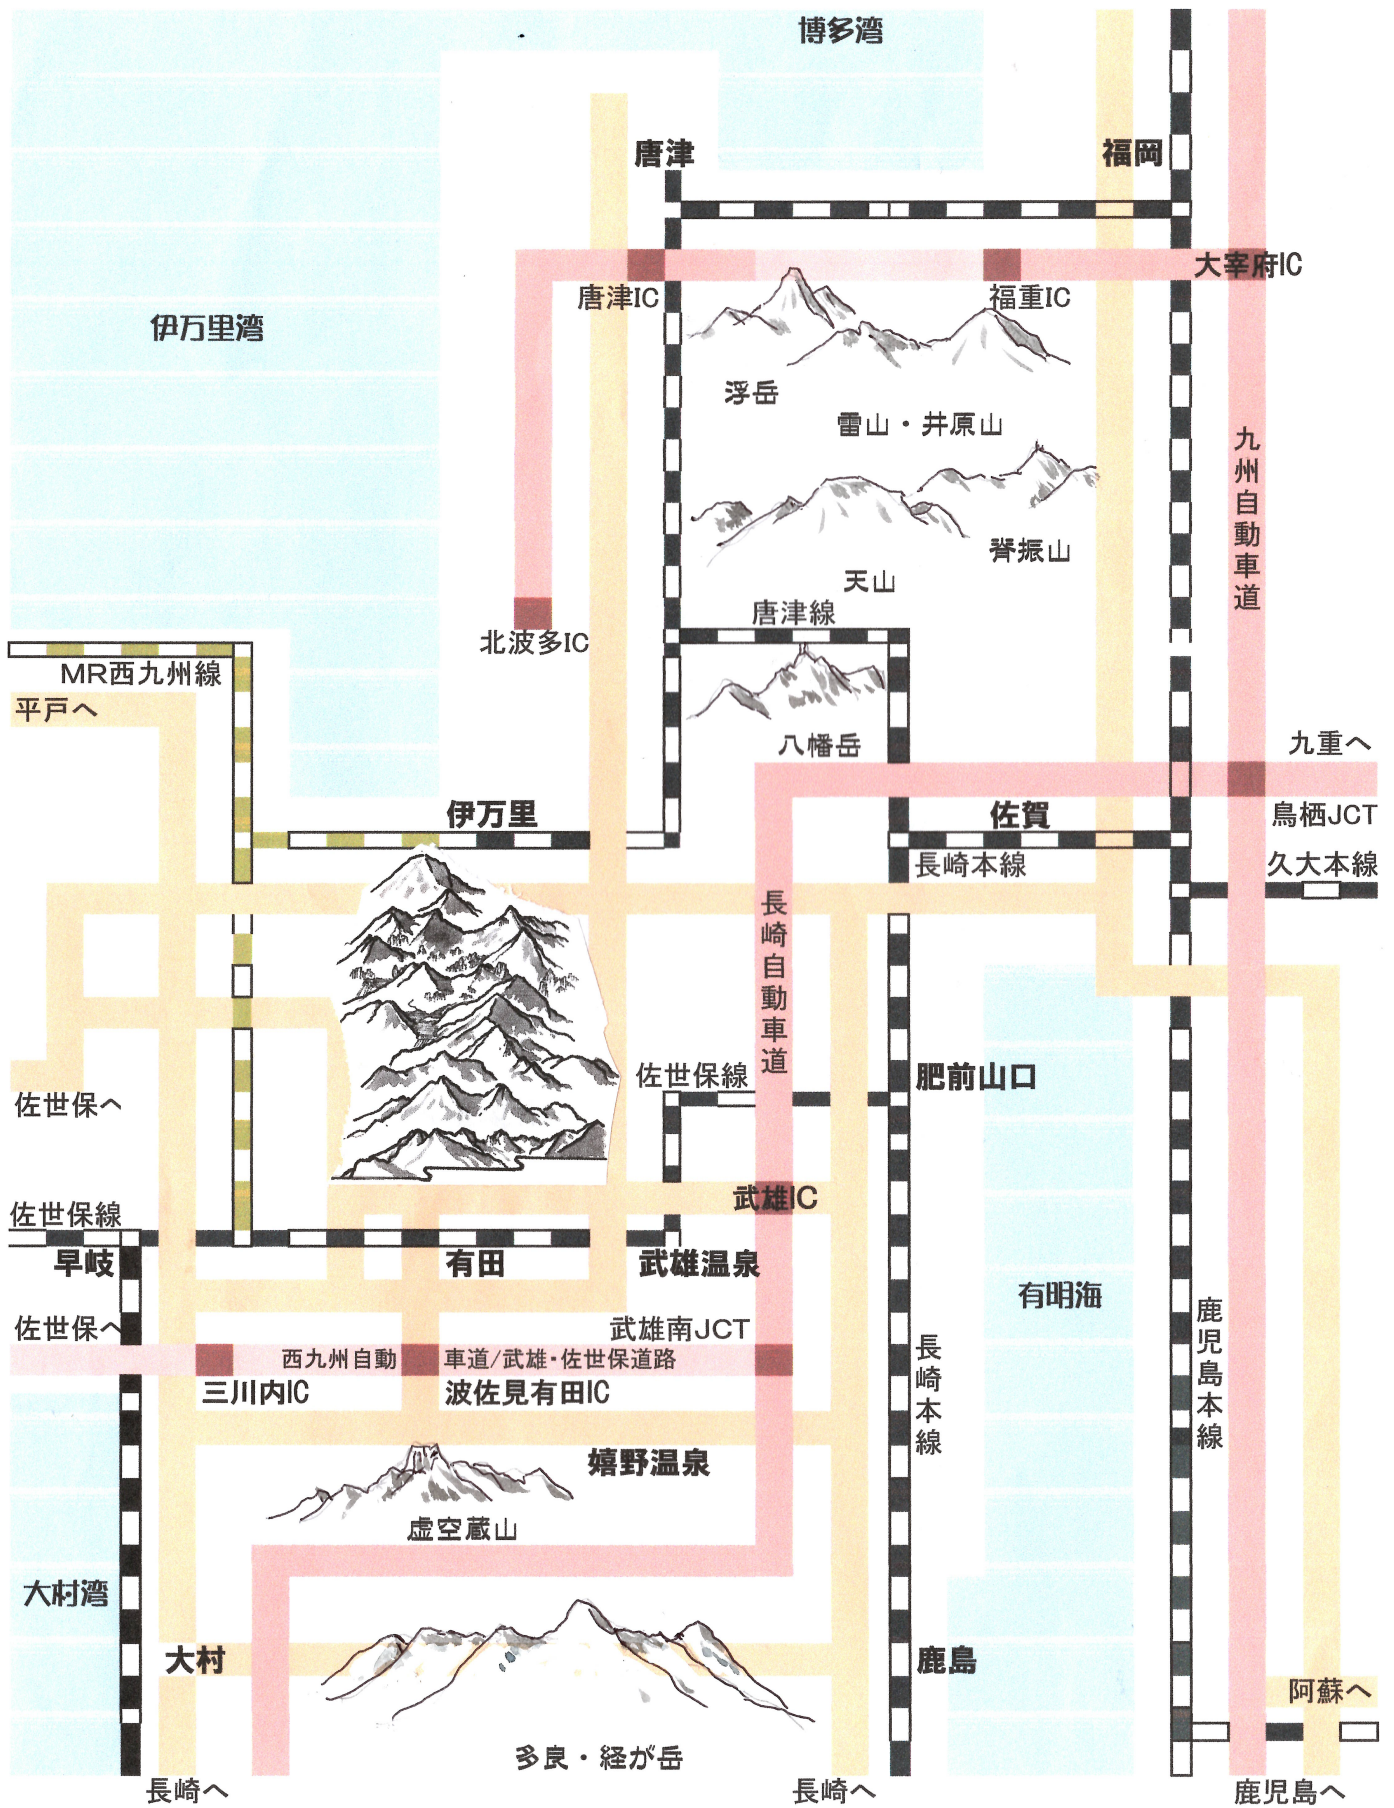 博多湾
唐津
福岡
大宰府IC
唐津IC
福重IC
伊万里湾
浮岳
雷山・井原山
九州自動車道
脊振山
天山
唐津線
北波多IC
MR西九州線
平戸へ
八幡岳
九重へ
伊万里
佐賀
鳥栖JCT
長崎本線
久大本線
長崎自動車道
佐世保線
肥前山口
佐世保へ
武雄IC
佐世保線
早岐
有田
武雄温泉
有明海
鹿児島本線
佐世保へ
武雄南JCT
西九州自動車道/武雄・佐世保道路
長崎本線
三川内IC
波佐見有田IC
嬉野温泉
虚空蔵山
大村湾
大村
鹿島
阿蘇へ
多良・経が岳
長崎へ
長崎へ
鹿児島へ